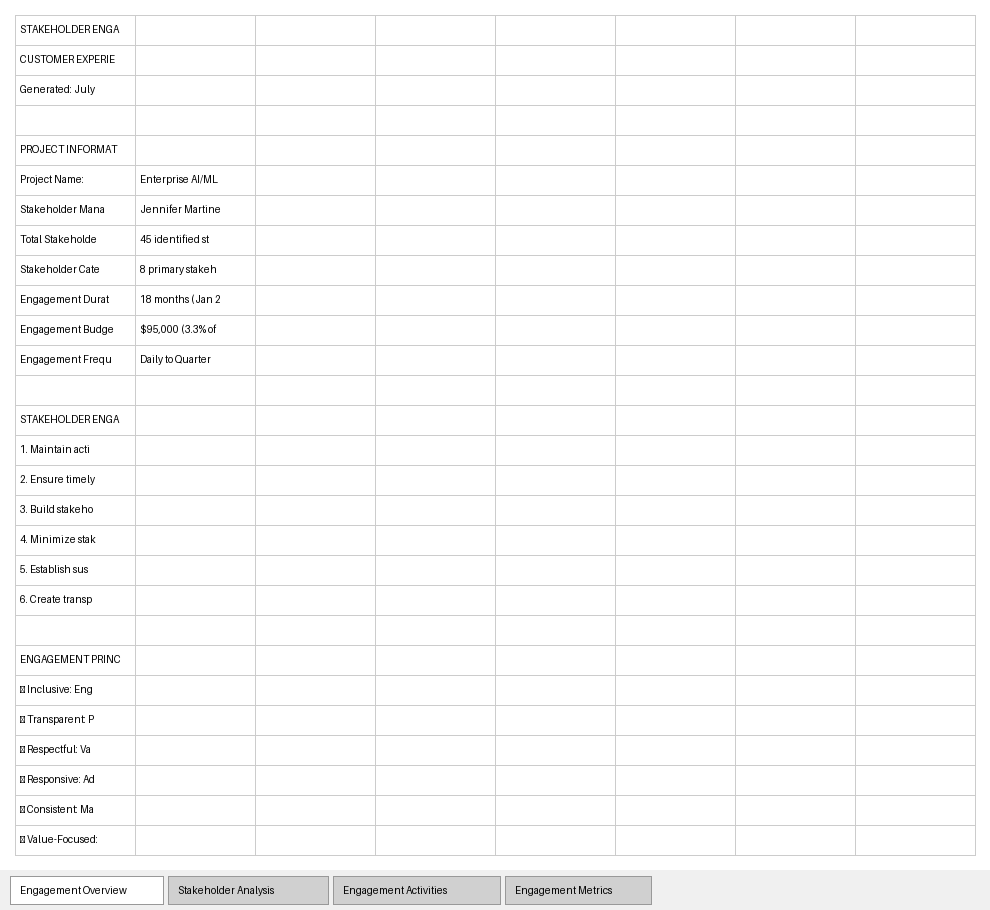 STAKEHOLDER ENGA
CUSTOMER EXPERIE
Generated: July
PROJECT INFORMAT
Project Name: Enterprise AI/ML
Stakeholder Mana Jennifer Martine
Total Stakeholde 45 identified st
Stakeholder Cate 8 primary stakeh
Engagement Durat 18 months (Jan 2
Engagement Budge $95,000 (3.3% of
Engagement Frequ Daily to Quarter
STAKEHOLDER ENGA
1. Maintain acti
2. Ensure timely
3. Build stakeho
4. Minimize stak
5. Establish sus
6. Create transp
ENGAGEMENT PRINC
Inclusive: Eng
Transparent: P
Respectful: Va
Responsive: Ad
Consistent: Ma
Value-Focused:
Engagement Overview Stakeholder Analysis Engagement Activities Engagement Metrics